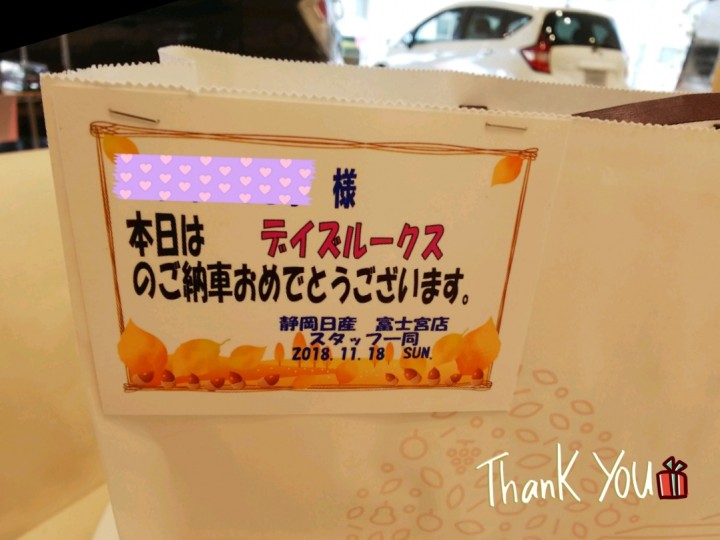 様
本日は デイズルークス
のご納車おめでとうございます。
静岡日産 富士宮店
スタッフ一同
2018. 11. 18 SUN.
Thank You